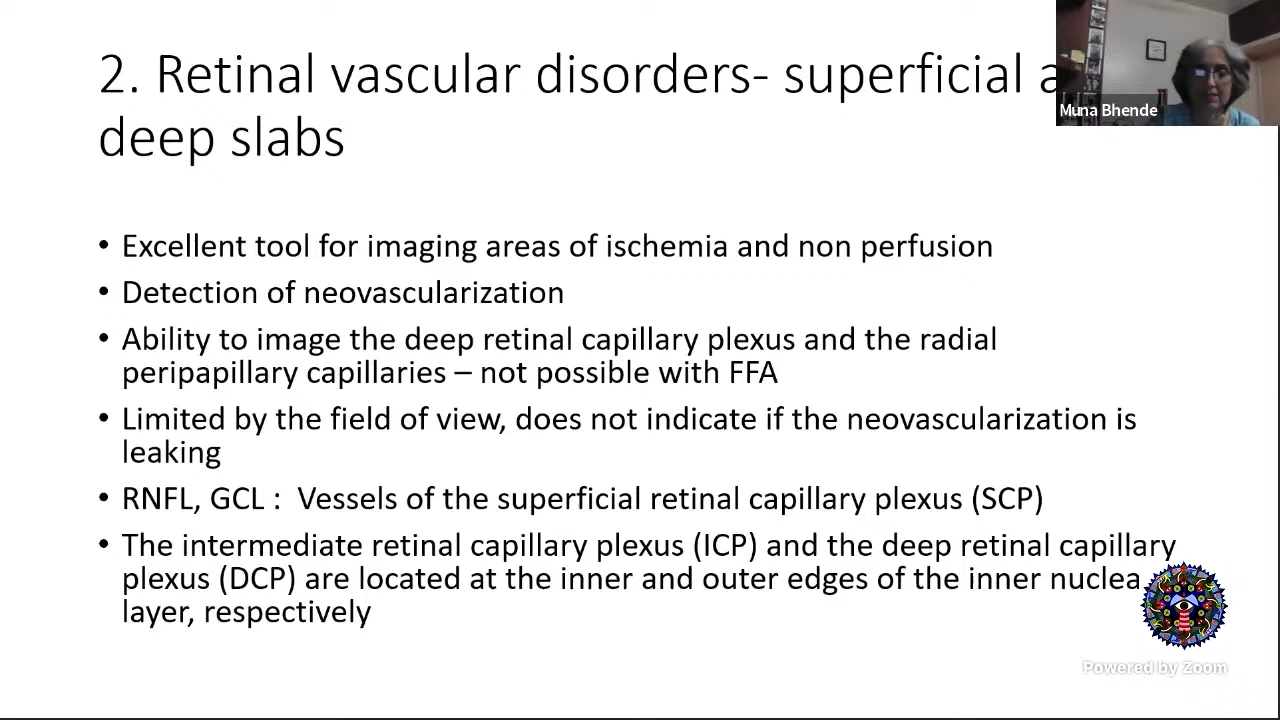 2. Retinal vascular disorders- superficial a
deep slabs
Muna Bhende
• Excellent tool for imaging areas of ischemia and non perfusion
• Detection of neovascularization
• Ability to image the deep retinal capillary plexus and the radial
peripapillary capillaries – not possible with FFA
• Limited by the field of view, does not indicate if the neovascularization is
leaking
• RNFL, GCL : Vessels of the superficial retinal capillary plexus (SCP)
• The intermediate retinal capillary plexus (ICP) and the deep retinal capillary
plexus (DCP) are located at the inner and outer edges of the inner nuclea
layer, respectively
Powered by Zoom